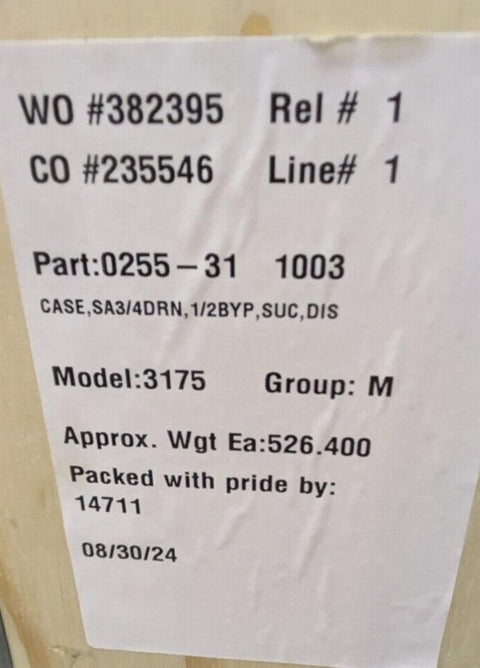 WO #382395 Rel # 1
CO #235546 Line# 1
Part:0255-31 1003
CASE,SA3/4DRN,1/2BYP,SUC,DIS
Model:3175 Group: M
Approx. Wgt Ea:526.400
Packed with pride by:
14711
08/30/24